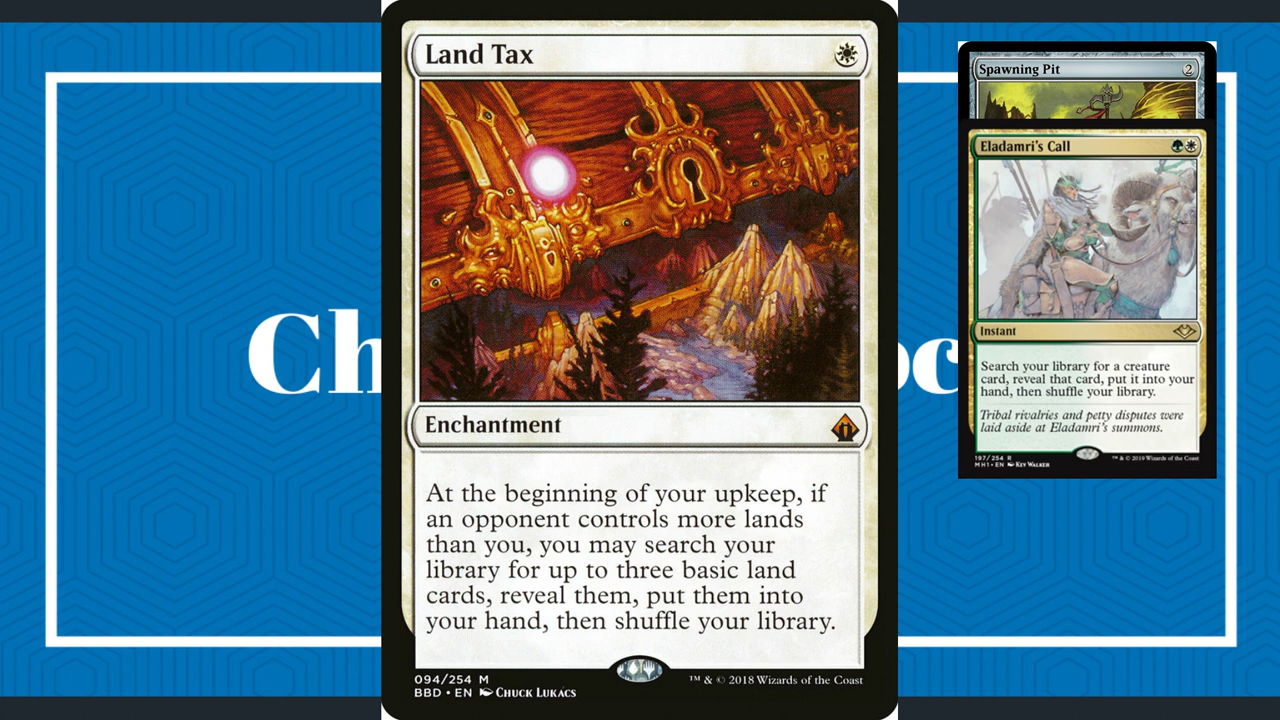 Land Tax
Enchantment
At the beginning of your upkeep, if
an opponent controls more lands
than you, you may search your
library for up to three basic land
cards, reveal them, put them into
your hand, then shuffle your library.
094/254 M
BBD • EN CHUCK LUKACS
™ & © 2018 Wizards of the Coast
Spawning Pit 2
Eladamri's Call
Instant
Search your library for a creature
card, reveal that card, put it into your
hand, then shuffle your library.
Tribal rivalries and petty disputes were
laid aside at Eladamri's summons.
197/254 R
MH1 • EN KEV WALKER
™ & © 2019 Wizards of the Coast
Ch